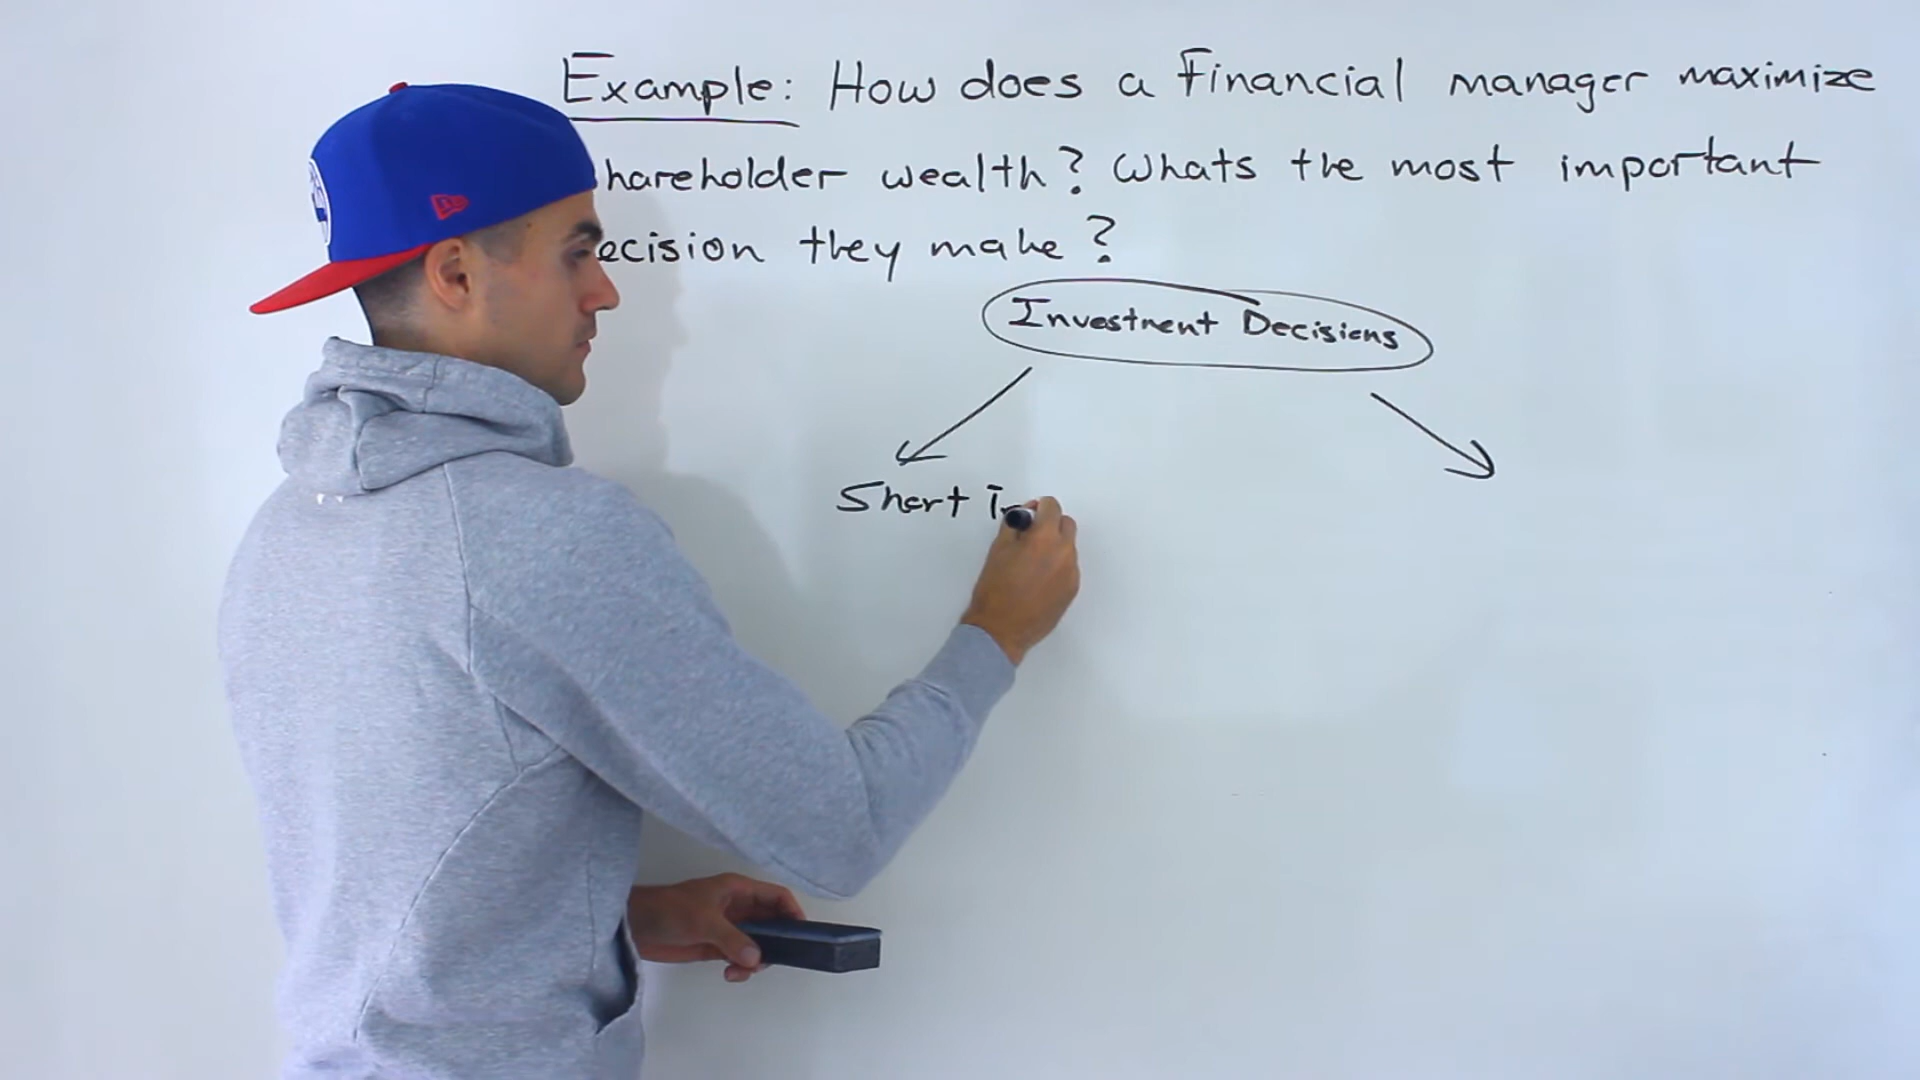 Example: How does a financial manager maximize
hareholder wealth? Whats the most important
ecision they make?
Investment Decisions
Short